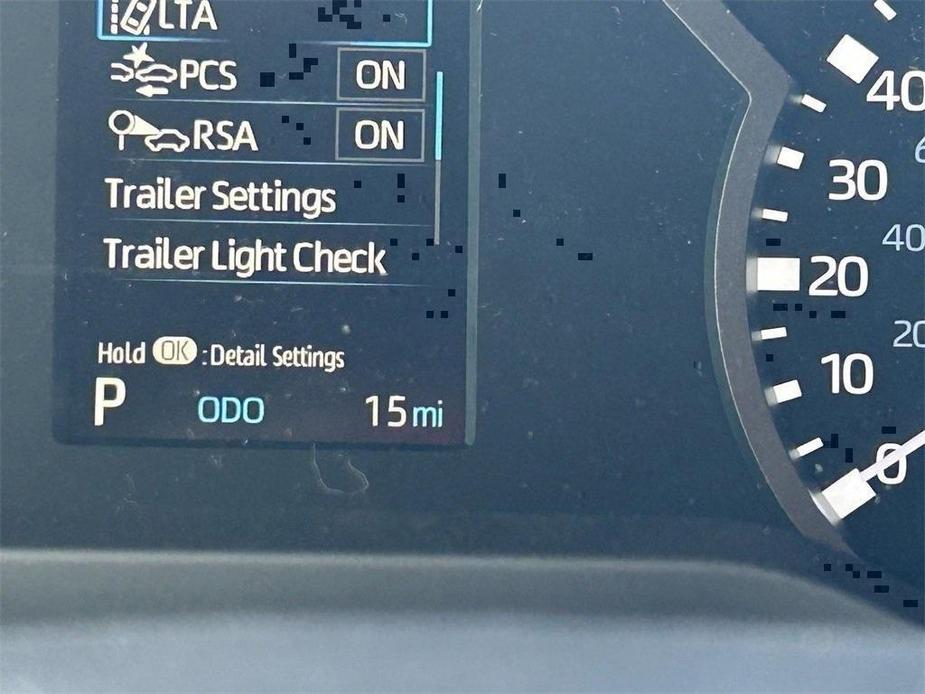 LTA
PCS ON
RSA ON
Trailer Settings
Trailer Light Check
Hold OK :Detail Settings
P ODO 15 mi
40
30
40
20
20
10
0